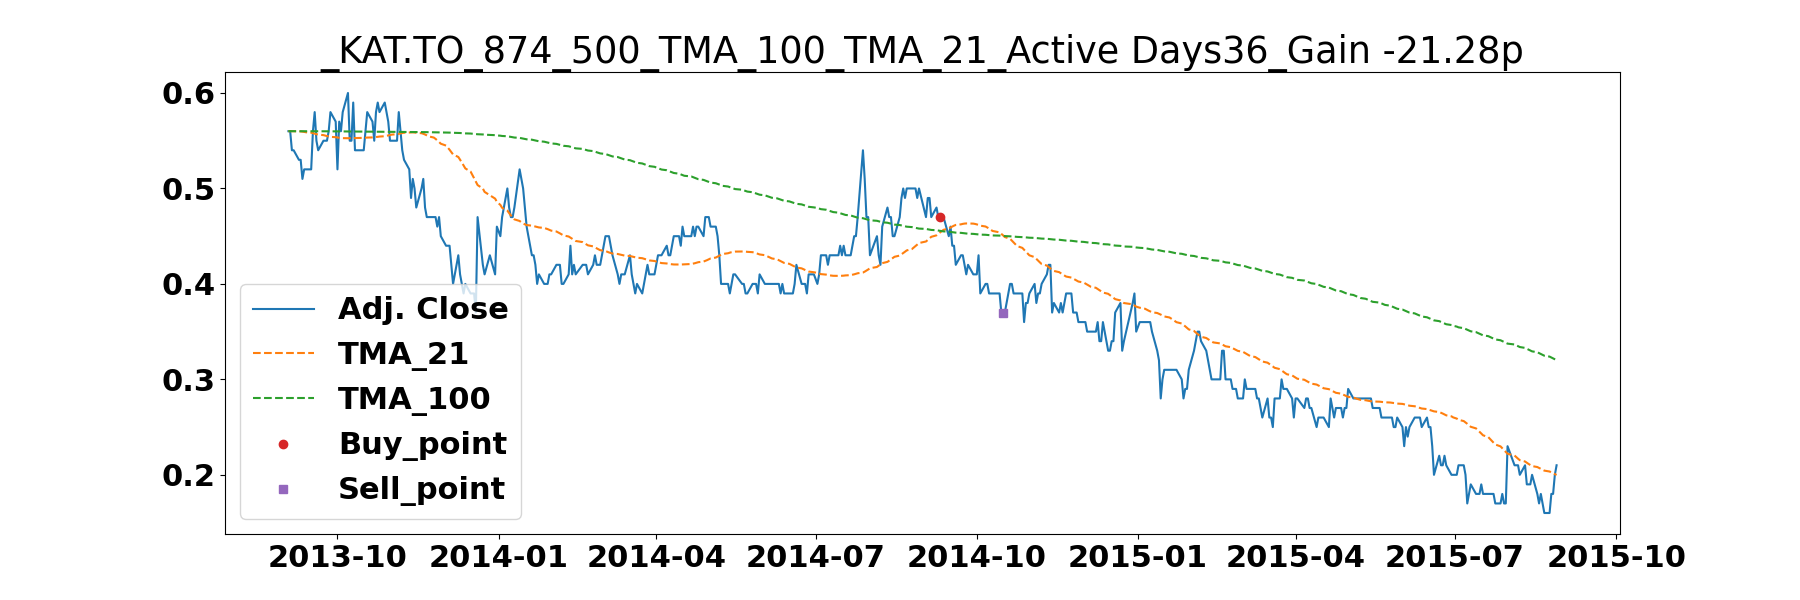 _KAT.TO_874_500_TMA_100_TMA_21_Active Days36_Gain -21.28p
0.6
0.5
0.4
0.3
0.2
Adj. Close
TMA_21
TMA_100
Buy_point
Sell_point
2013-10 2014-01 2014-04 2014-07 2014-10 2015-01 2015-04 2015-07 2015-10